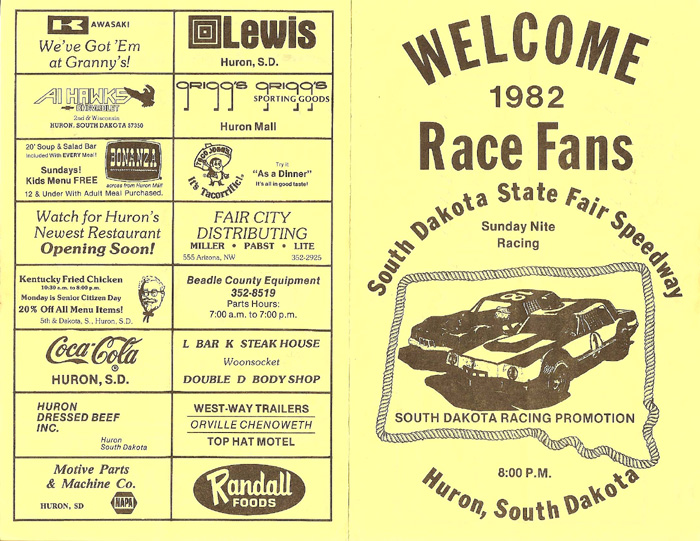 KAWASAKI
We've Got 'Em
at Granny's!
Lewis
Huron, S.D.
Al HAWKS
CHEVROLET
2nd & Wisconsin
HURON, SOUTH DAKOTA 57350
GRIGG'S GRIGG'S
SPORTING GOODS
Huron Mall
20' Soup & Salad Bar
Included With EVERY Meal!
Sundays!
Kids Menu FREE
BONANZA
across from Huron Mall
12 & Under With Adult Meal Purchased.
TACO JOHN'S
It's Tacorrific!
Try it
"As a Dinner"
It's all in good taste!
Watch for Huron's
Newest Restaurant
Opening Soon!
FAIR CITY
DISTRIBUTING
MILLER • PABST • LITE
555 Arizona, NW 352-2925
Kentucky Fried Chicken
10:30 a.m. to 8:00 p.m.
Monday is Senior Citizen Day
20% Off All Menu Items!
5th & Dakota, S., Huron, S.D.
Beadle County Equipment
352-8519
Parts Hours:
7:00 a.m. to 7:00 p.m.
Coca-Cola
HURON, S.D.
L BAR K STEAK HOUSE
Woonsocket
DOUBLE D BODY SHOP
HURON
DRESSED BEEF
INC.
Huron
South Dakota
WEST-WAY TRAILERS
ORVILLE CHENOWETH
TOP HAT MOTEL
Motive Parts
& Machine Co.
HURON, SD
NAPA
Randall
FOODS
WELCOME
1982
Race Fans
South Dakota State Fair Speedway
Sunday Nite
Racing
8
SOUTH DAKOTA RACING PROMOTION
8:00 P.M.
Huron, South Dakota